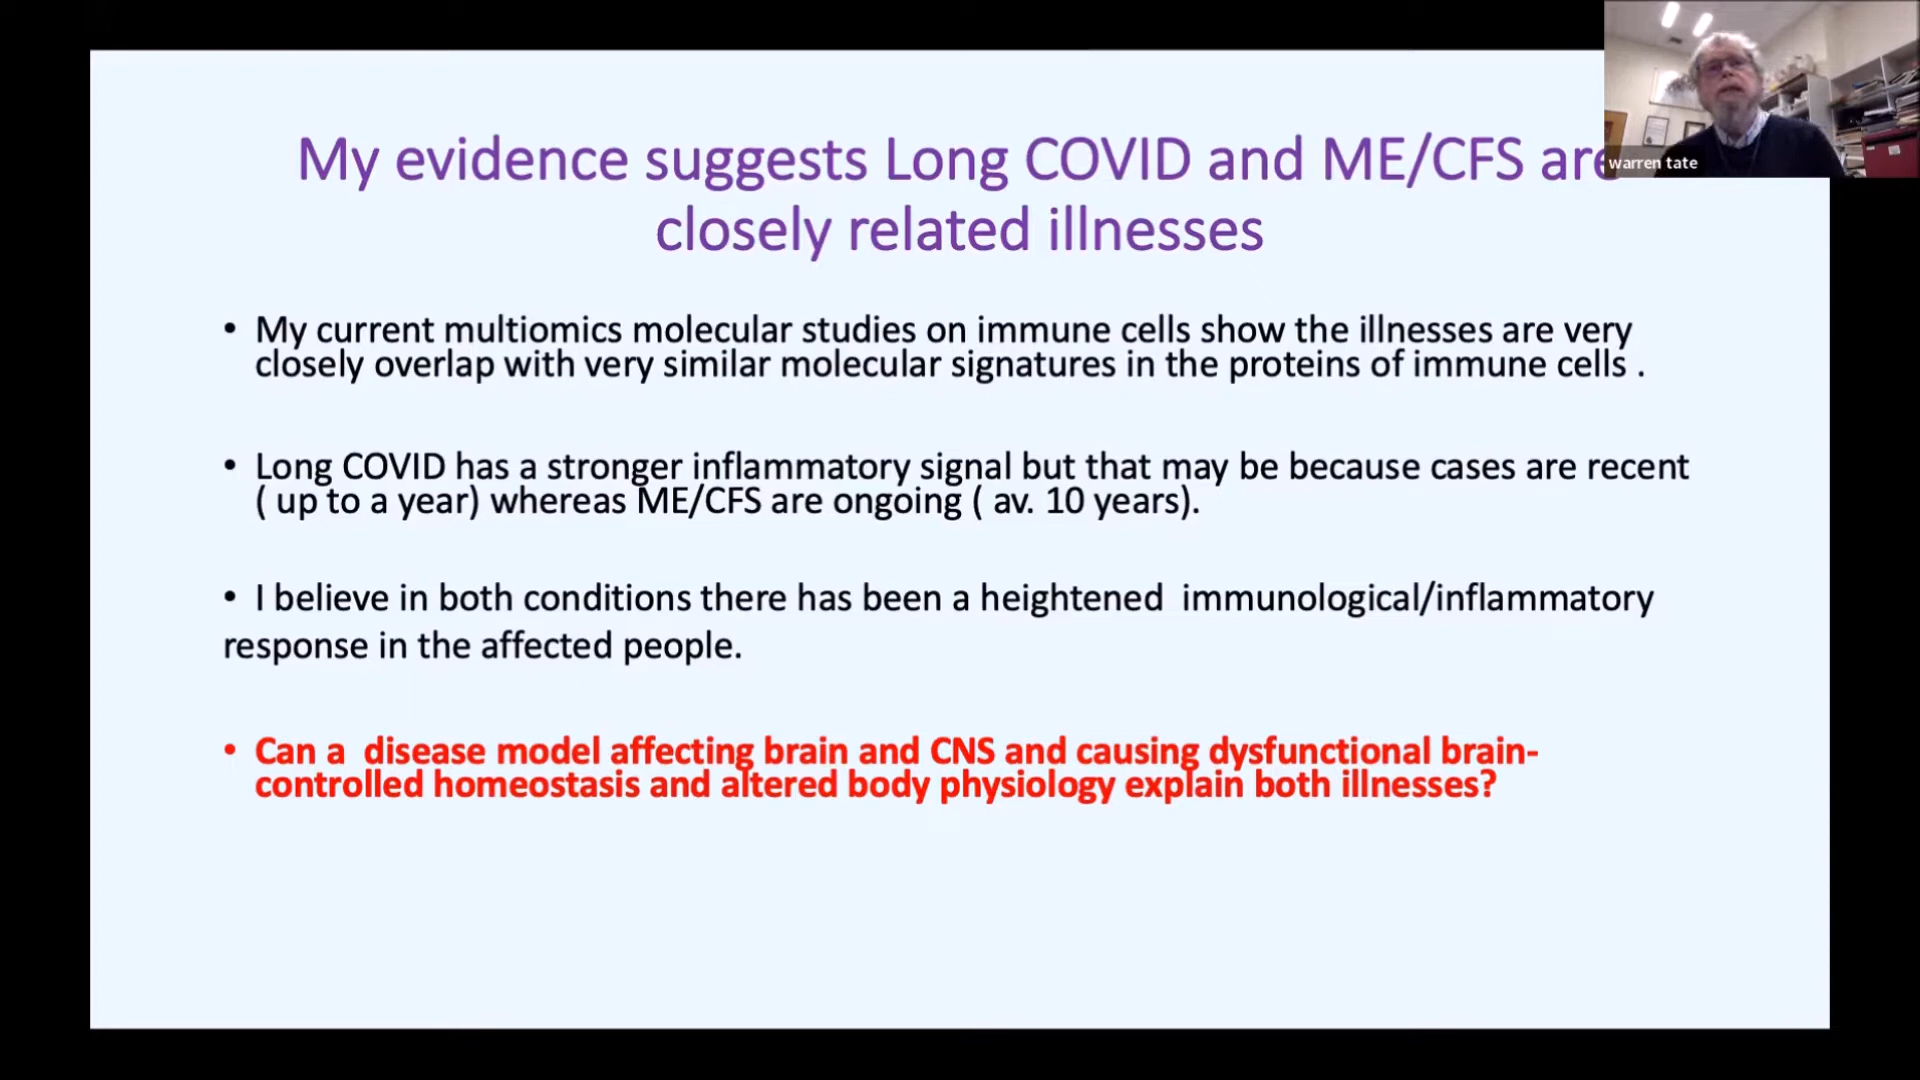 My evidence suggests Long COVID and ME/CFS are
closely related illnesses
warren tate
• My current multiomics molecular studies on immune cells show the illnesses are very
closely overlap with very similar molecular signatures in the proteins of immune cells .
• Long COVID has a stronger inflammatory signal but that may be because cases are recent
( up to a year) whereas ME/CFS are ongoing ( av. 10 years).
• I believe in both conditions there has been a heightened  immunological/inflammatory
response in the affected people.
• Can a  disease model affecting brain and CNS and causing dysfunctional brain-
controlled homeostasis and altered body physiology explain both illnesses?